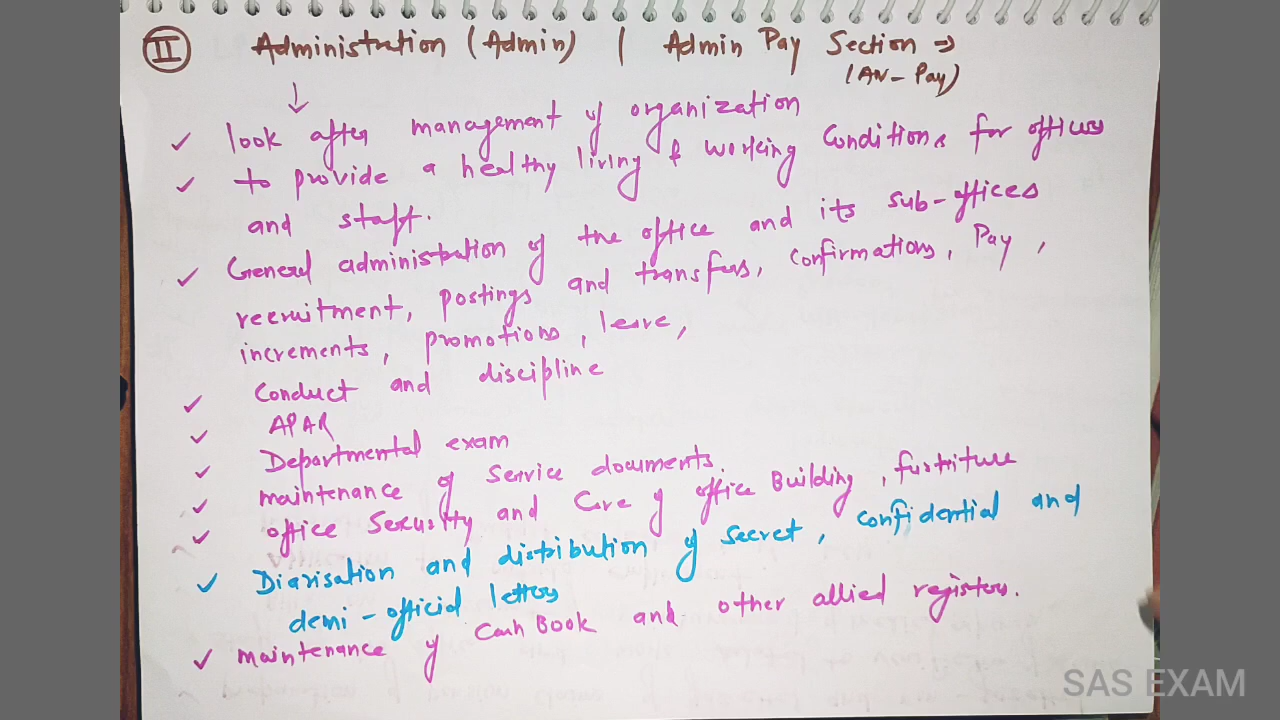 II Administration (Admin) | Admin Pay Section ⇒
(AN-Pay)
↓
✓ look after management of organization
✓ to provide a healthy living & working Conditions for officers
and staff.
✓ General administration of the office and its sub-offices
recruitment, postings and transfers, confirmations, Pay,
increments, promotions, leave,
✓ Conduct and discipline
✓ APAR
✓ Departmental exam
✓ maintenance of Service documents.
✓ office Security and Care of office Building, furniture
✓ Diarisation and distribution of secret, confidential and
demi-official letters
✓ maintenance of Cash Book and other allied registers.
SAS EXAM